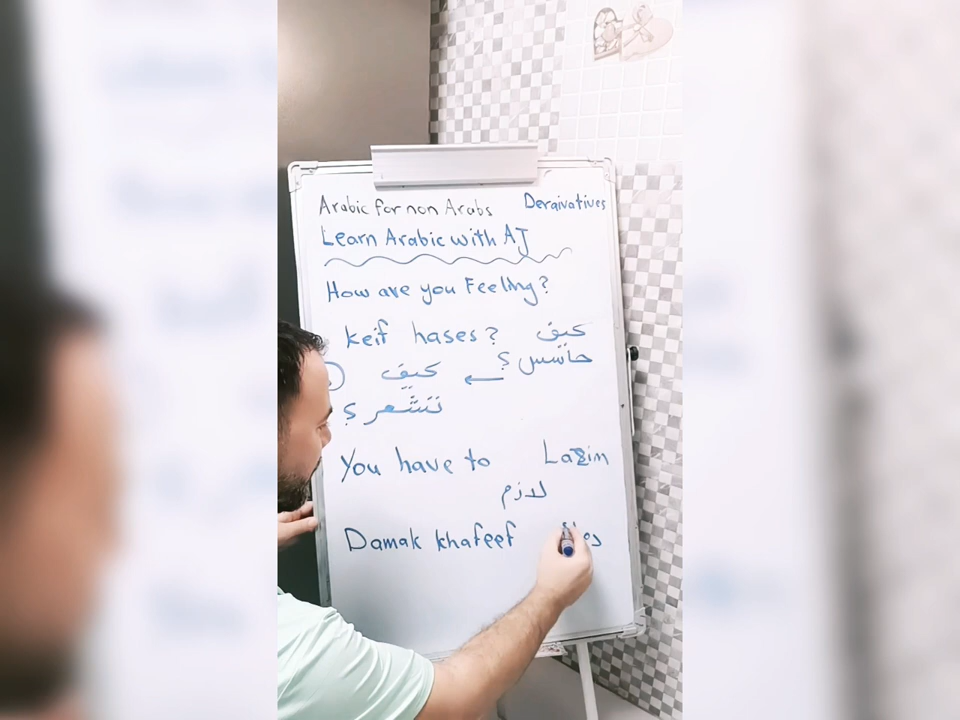 Arabic for non Arabs Deraivatives
Learn Arabic with AJ
How are you Feeling?
keif hases? كيف
حاسس؟
كيف
تشعر؟
You have to Lazim
لازم
Damak khafeef